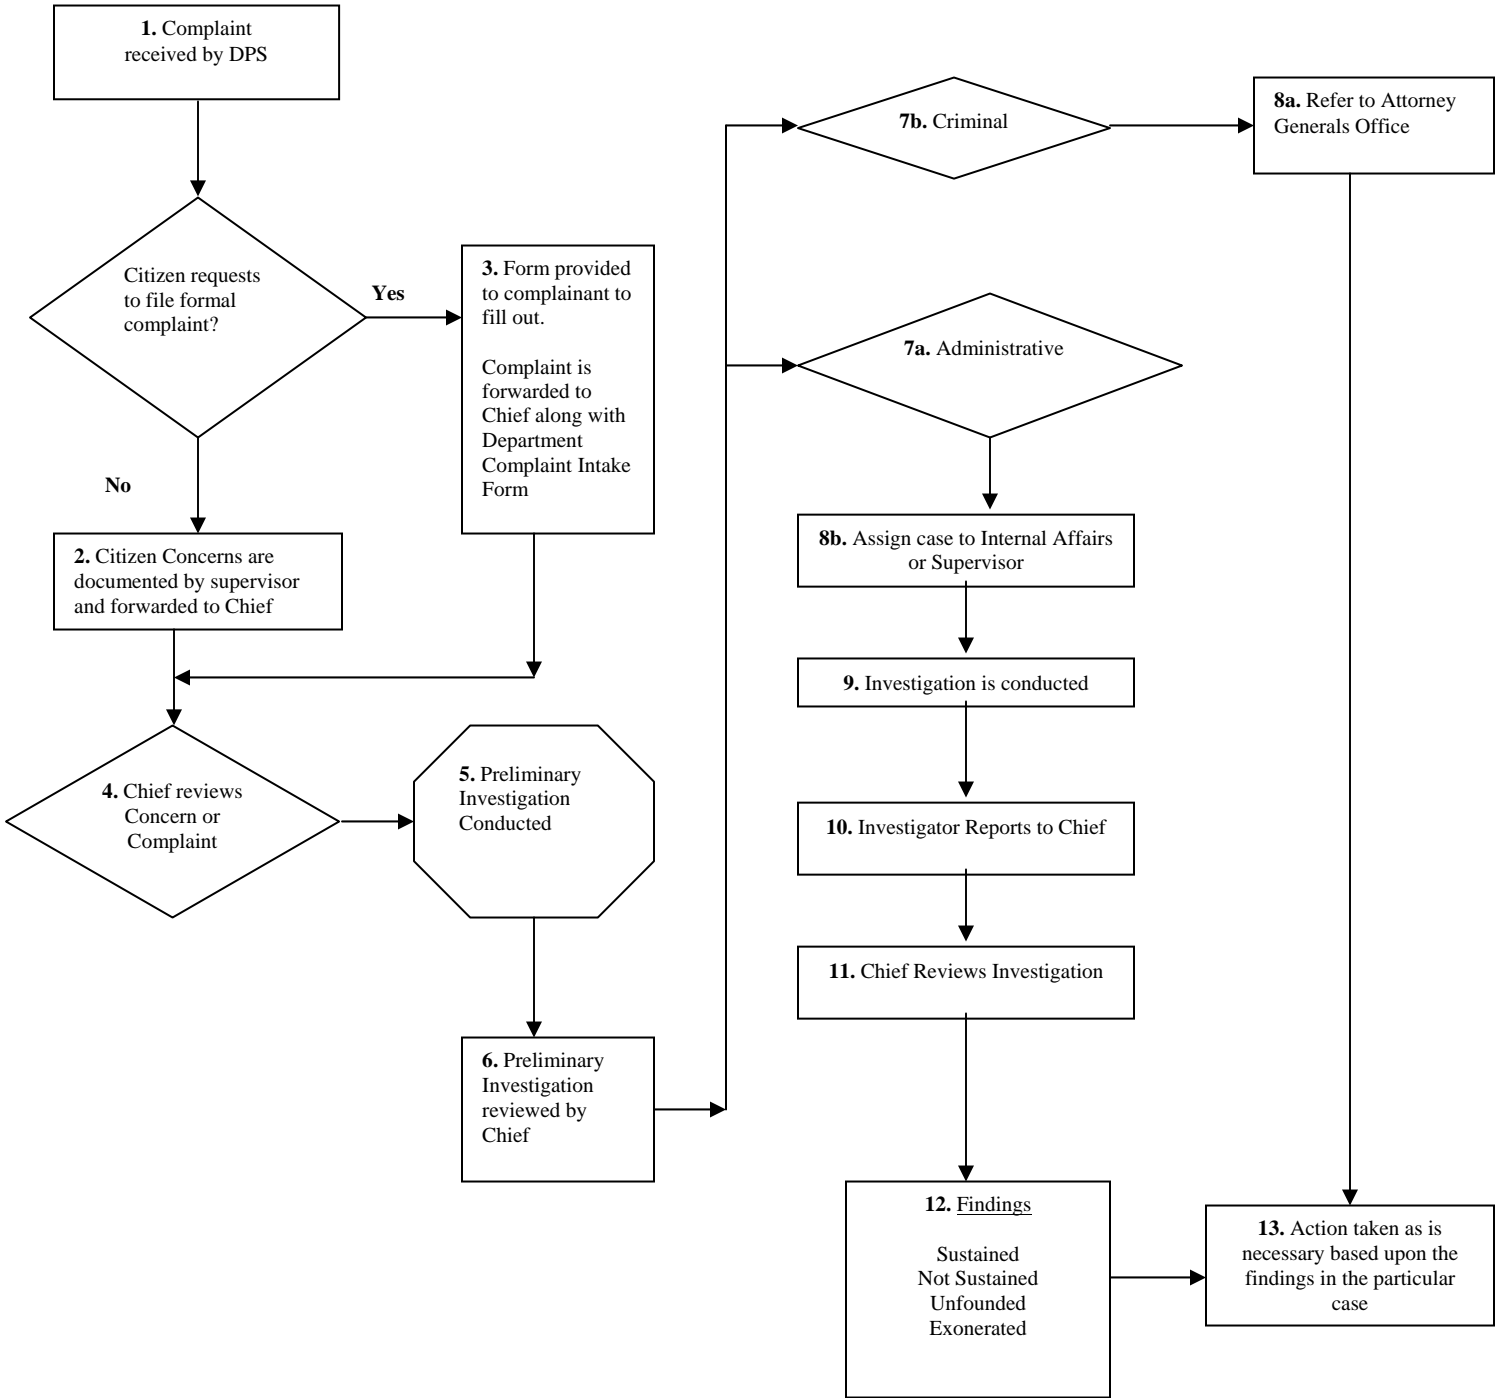 1. Complaint
received by DPS
Citizen requests
to file formal
complaint?
Yes
No
3. Form provided
to complainant to
fill out.
Complaint is
forwarded to
Chief along with
Department
Complaint Intake
Form
2. Citizen Concerns are
documented by supervisor
and forwarded to Chief
4. Chief reviews
Concern or
Complaint
5. Preliminary
Investigation
Conducted
6. Preliminary
Investigation
reviewed by
Chief
7b. Criminal
8a. Refer to Attorney
Generals Office
7a. Administrative
8b. Assign case to Internal Affairs
or Supervisor
9. Investigation is conducted
10. Investigator Reports to Chief
11. Chief Reviews Investigation
12. Findings
Sustained
Not Sustained
Unfounded
Exonerated
13. Action taken as is
necessary based upon the
findings in the particular
case